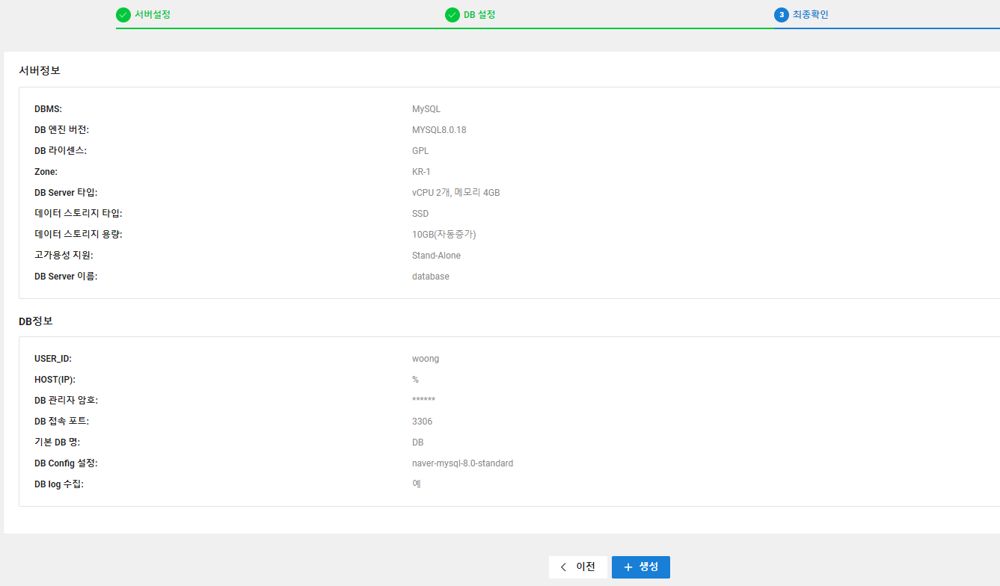 서버설정
DB 설정
3 최종확인
서버정보
DBMS: MySQL
DB 엔진 버전: MYSQL8.0.18
DB 라이센스: GPL
Zone: KR-1
DB Server 타입: vCPU 2개, 메모리 4GB
데이터 스토리지 타입: SSD
데이터 스토리지 용량: 10GB(자동증가)
고가용성 지원: Stand-Alone
DB Server 이름: database
DB정보
USER_ID: woong
HOST(IP): %
DB 관리자 암호: ******
DB 접속 포트: 3306
기본 DB 명: DB
DB Config 설정: naver-mysql-8.0-standard
DB log 수집: 예
< 이전
+ 생성